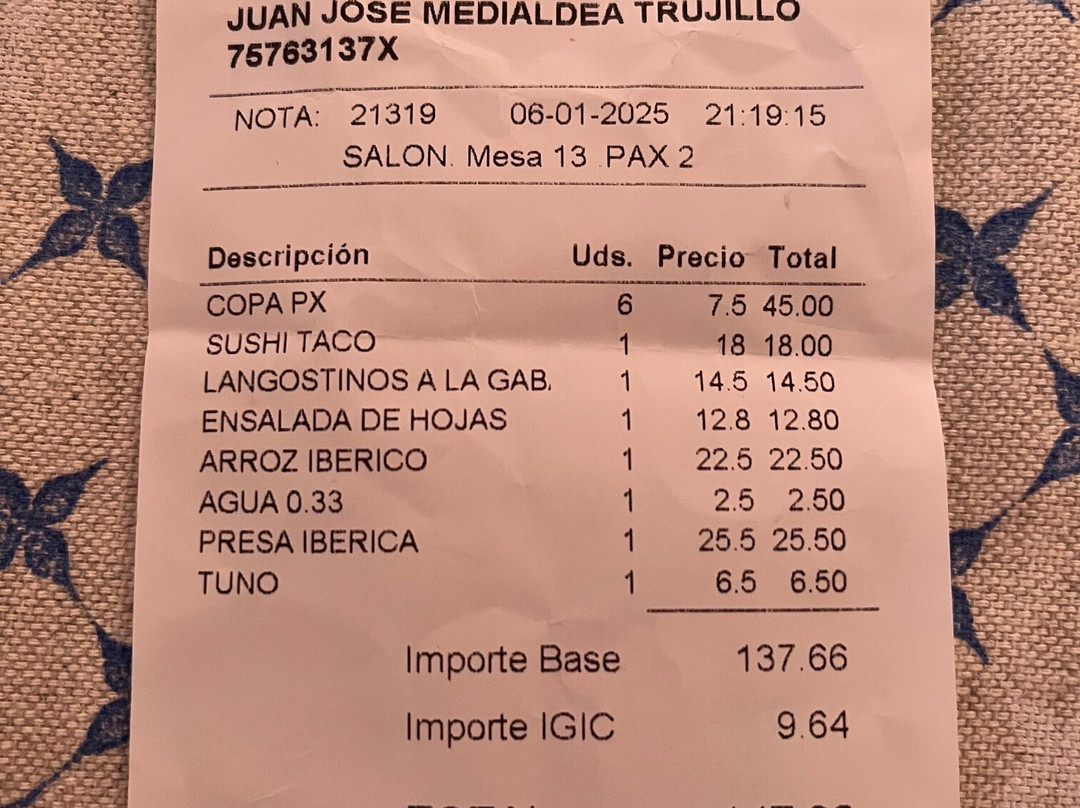 JUAN JOSE MEDIALDEA TRUJILLO
75763137X
NOTA: 21319 06-01-2025 21:19:15
SALON. Mesa 13 PAX 2
Descripción Uds. Precio Total
COPA PX 6 7.5 45.00
SUSHI TACO 1 18 18.00
LANGOSTINOS A LA GAB. 1 14.5 14.50
ENSALADA DE HOJAS 1 12.8 12.80
ARROZ IBERICO 1 22.5 22.50
AGUA 0.33 1 2.5 2.50
PRESA IBERICA 1 25.5 25.50
TUNO 1 6.5 6.50
Importe Base 137.66
Importe IGIC 9.64